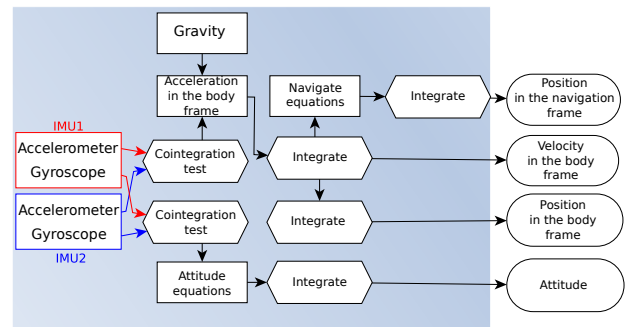 Gravity
Acceleration
in the body
frame
Navigate
equations
Integrate
Position
in the navigation
frame
IMU1
Accelerometer
Gyroscope
Cointegration
test
Integrate
Velocity
in the body
frame
Accelerometer
Gyroscope
IMU2
Cointegration
test
Integrate
Position
in the body
frame
Attitude
equations
Integrate
Attitude